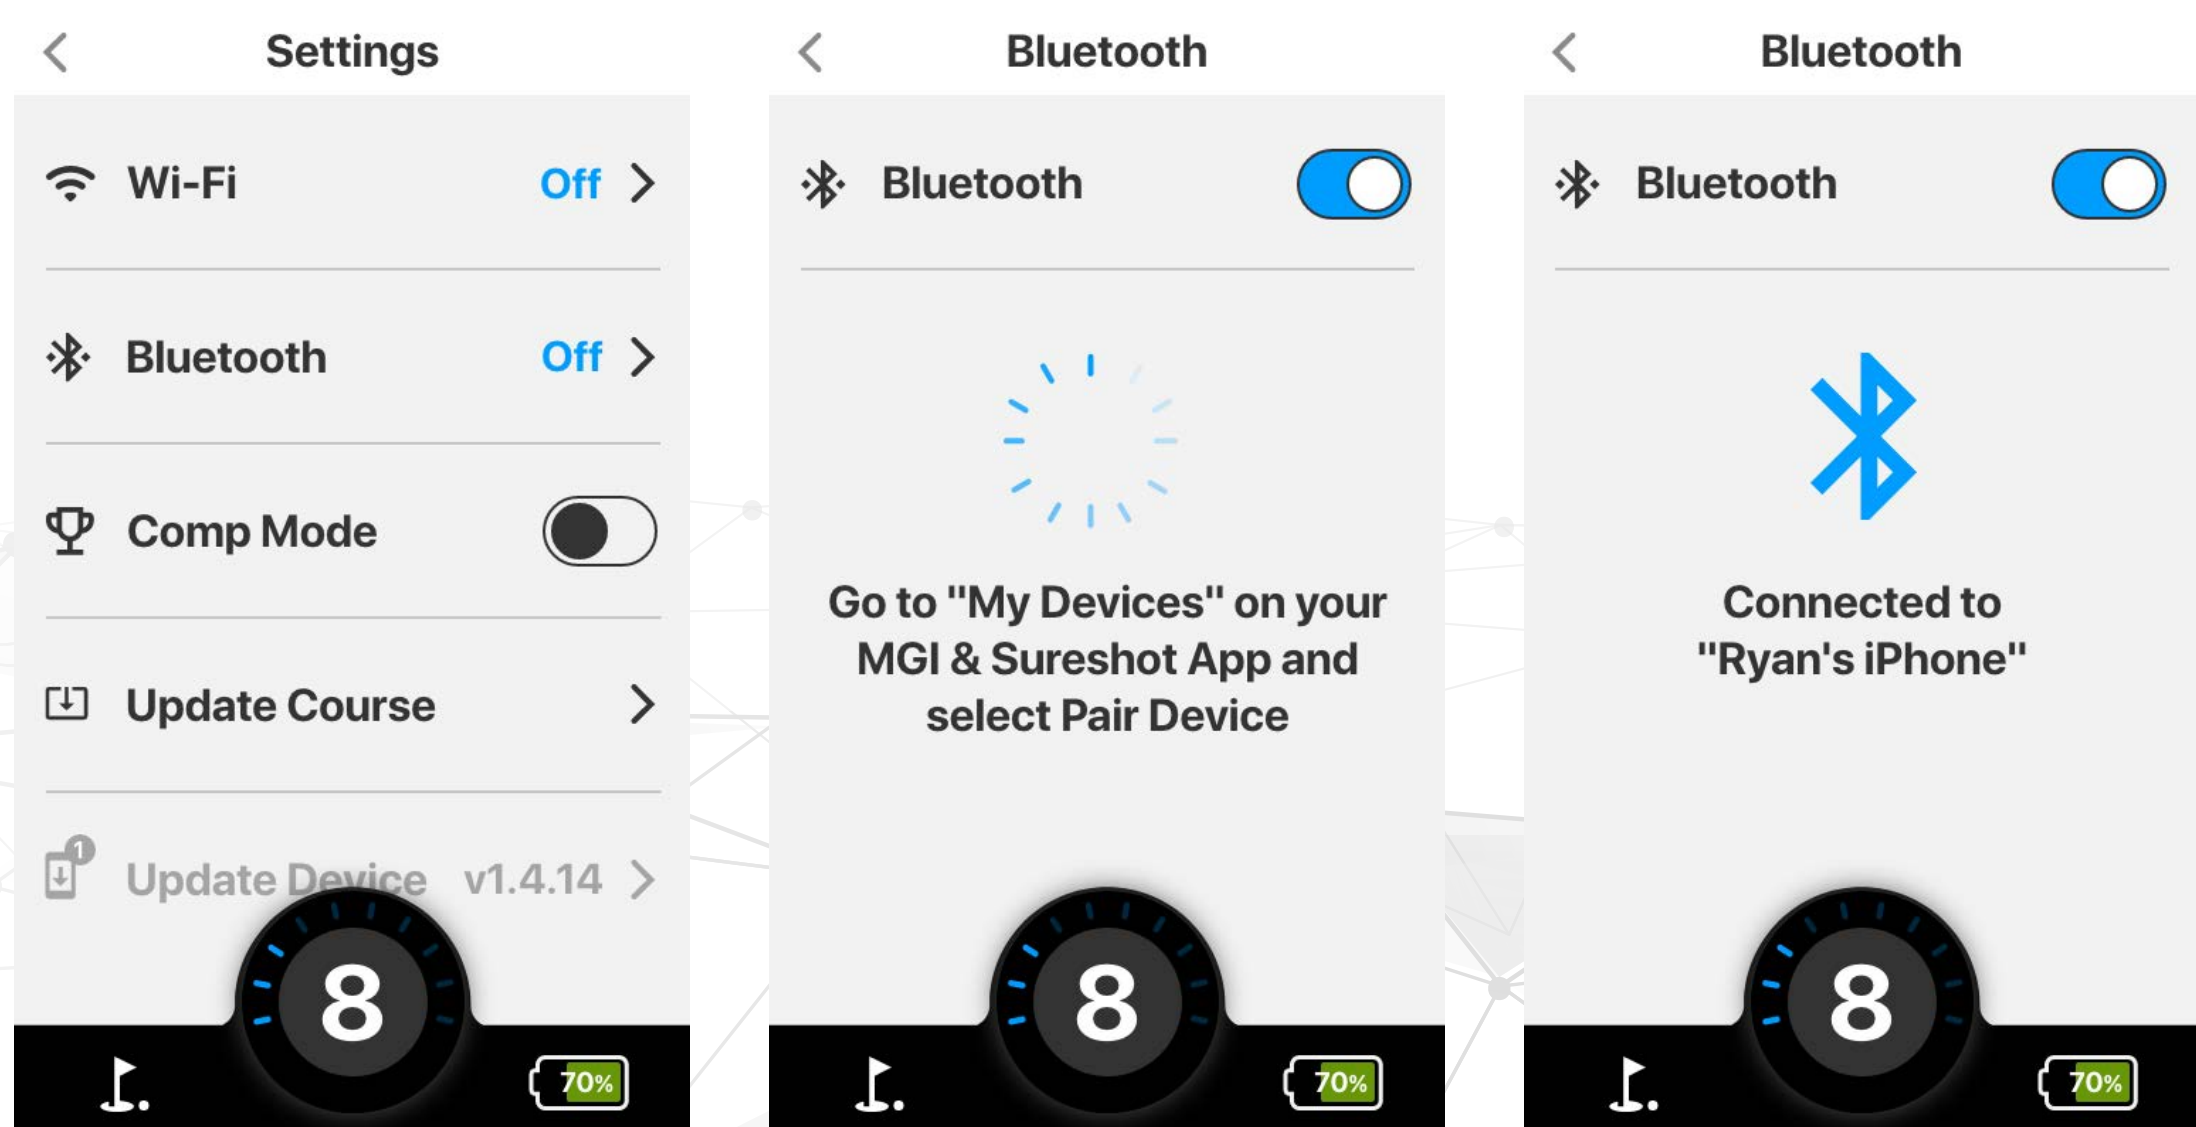 Settings
Wi-Fi Off
Bluetooth Off
Comp Mode
Update Course
1
Update Device v1.4.14
8
70%
Bluetooth
Bluetooth
Go to "My Devices" on your
MGI & Sureshot App and
select Pair Device
8
70%
Bluetooth
Bluetooth
Connected to
"Ryan's iPhone"
8
70%